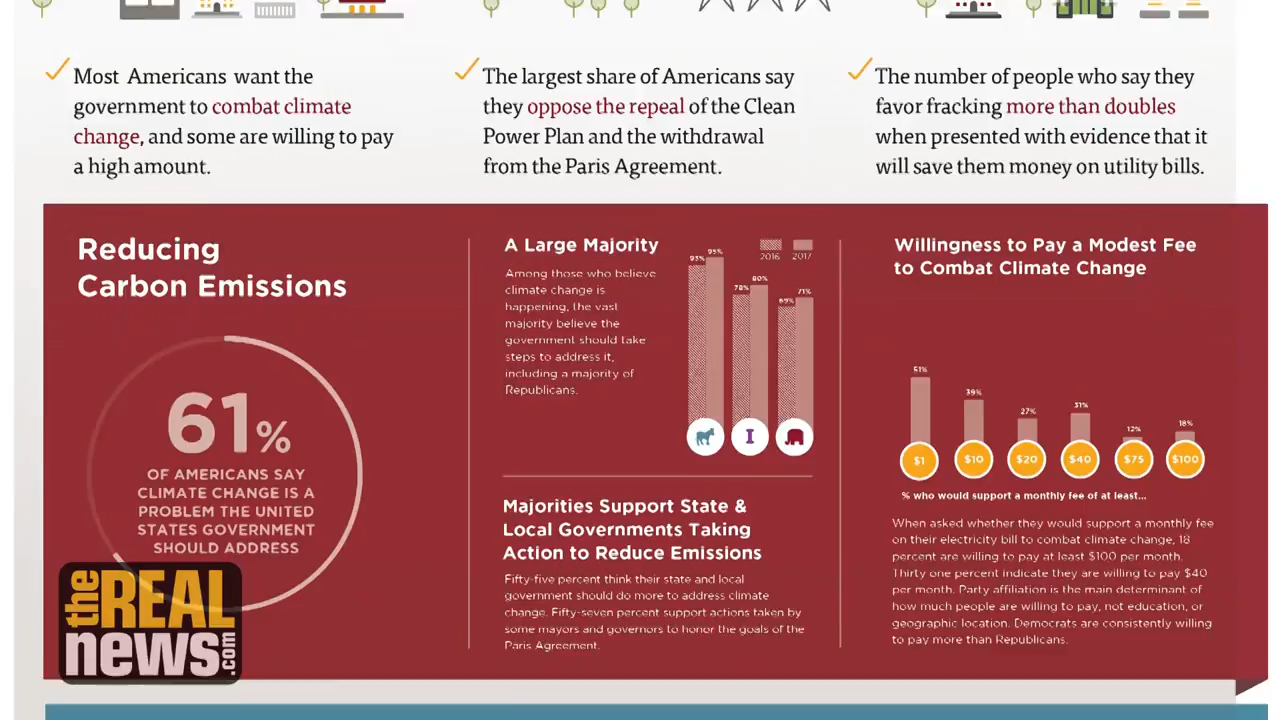 Most Americans want the
government to combat climate
change, and some are willing to pay
a high amount.
The largest share of Americans say
they oppose the repeal of the Clean
Power Plan and the withdrawal
from the Paris Agreement.
The number of people who say they
favor fracking more than doubles
when presented with evidence that it
will save them money on utility bills.
Reducing
Carbon Emissions
61%
OF AMERICANS SAY
CLIMATE CHANGE IS A
PROBLEM THE UNITED
STATES GOVERNMENT
SHOULD ADDRESS
A Large Majority
Among those who believe
climate change is
happening, the vast
majority believe the
government should take
steps to address it,
including a majority of
Republicans.
2016 2017
93% 95%
78% 80%
69% 71%
I
Majorities Support State &
Local Governments Taking
Action to Reduce Emissions
Fifty-five percent think their state and local
government should do more to address climate
change. Fifty-seven percent support actions taken by
some mayors and governors to honor the goals of the
Paris Agreement.
Willingness to Pay a Modest Fee
to Combat Climate Change
51% 39% 27% 31% 12% 18%
$1 $10 $20 $40 $75 $100
% who would support a monthly fee of at least...
When asked whether they would support a monthly fee
on their electricity bill to combat climate change, 18
percent are willing to pay at least $100 per month.
Thirty one percent indicate they are willing to pay $40
per month. Party affiliation is the main determinant of
how much people are willing to pay, not education, or
geographic location. Democrats are consistently willing
to pay more than Republicans.
the REAL
news.com